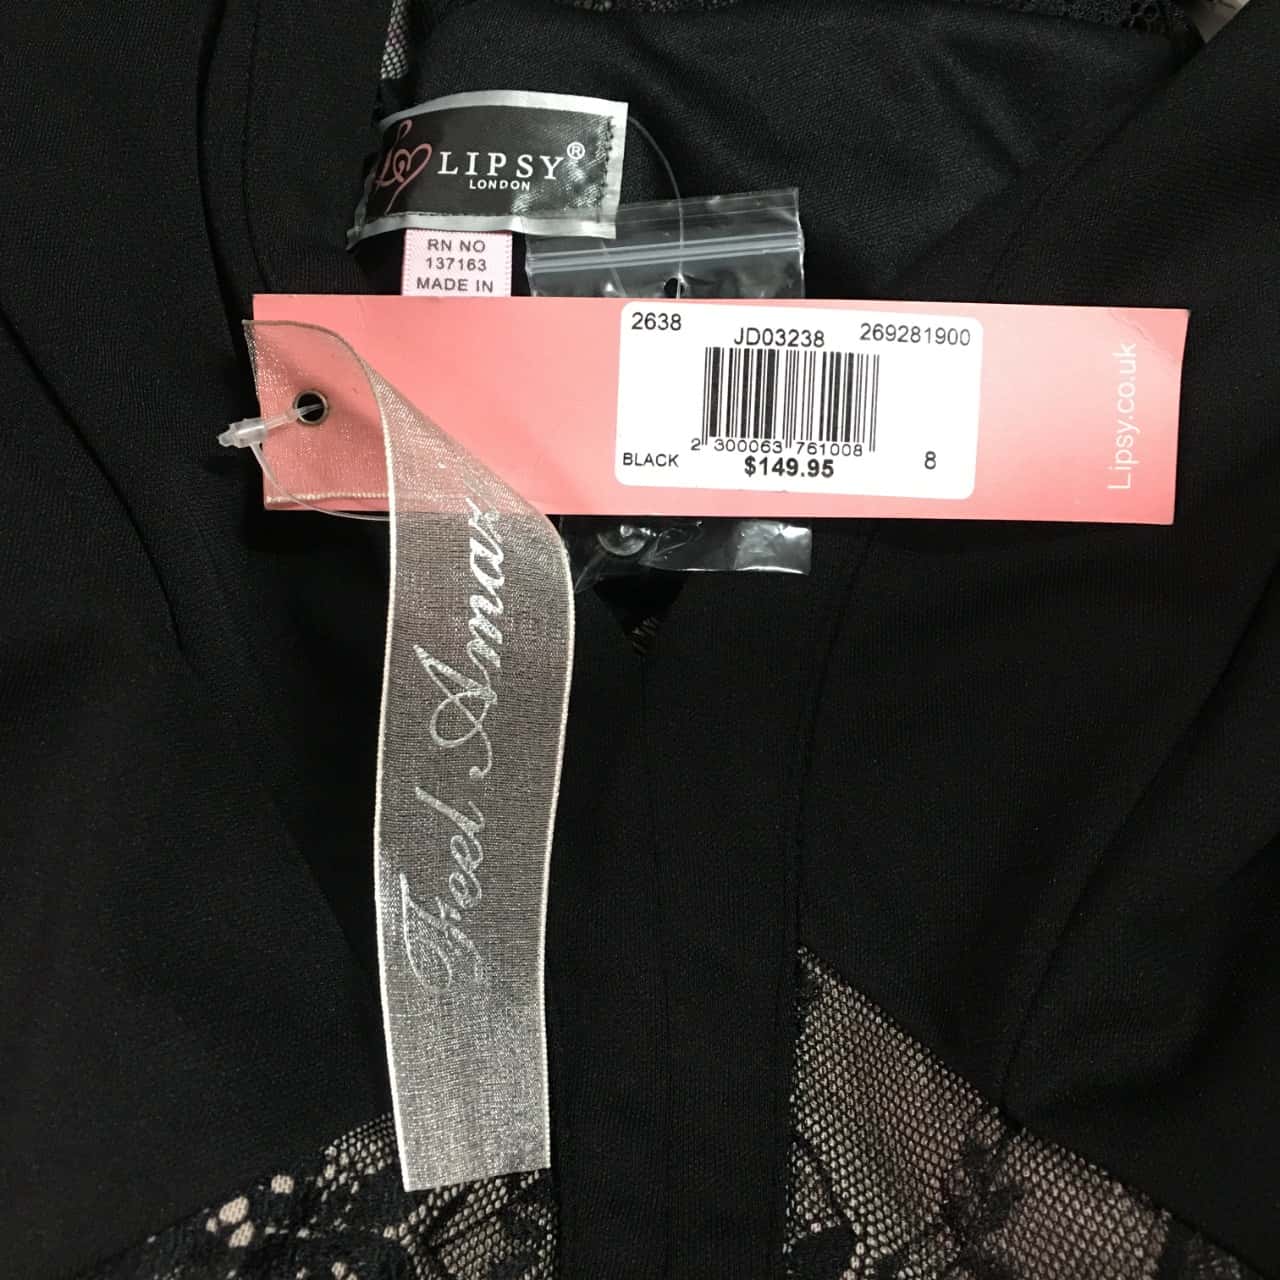 LIPSY®
LONDON
RN NO
137163
MADE IN
2638 JD03238 269281900
2 300063 761008
BLACK $149.95 8
Lipsy.co.uk
Feel